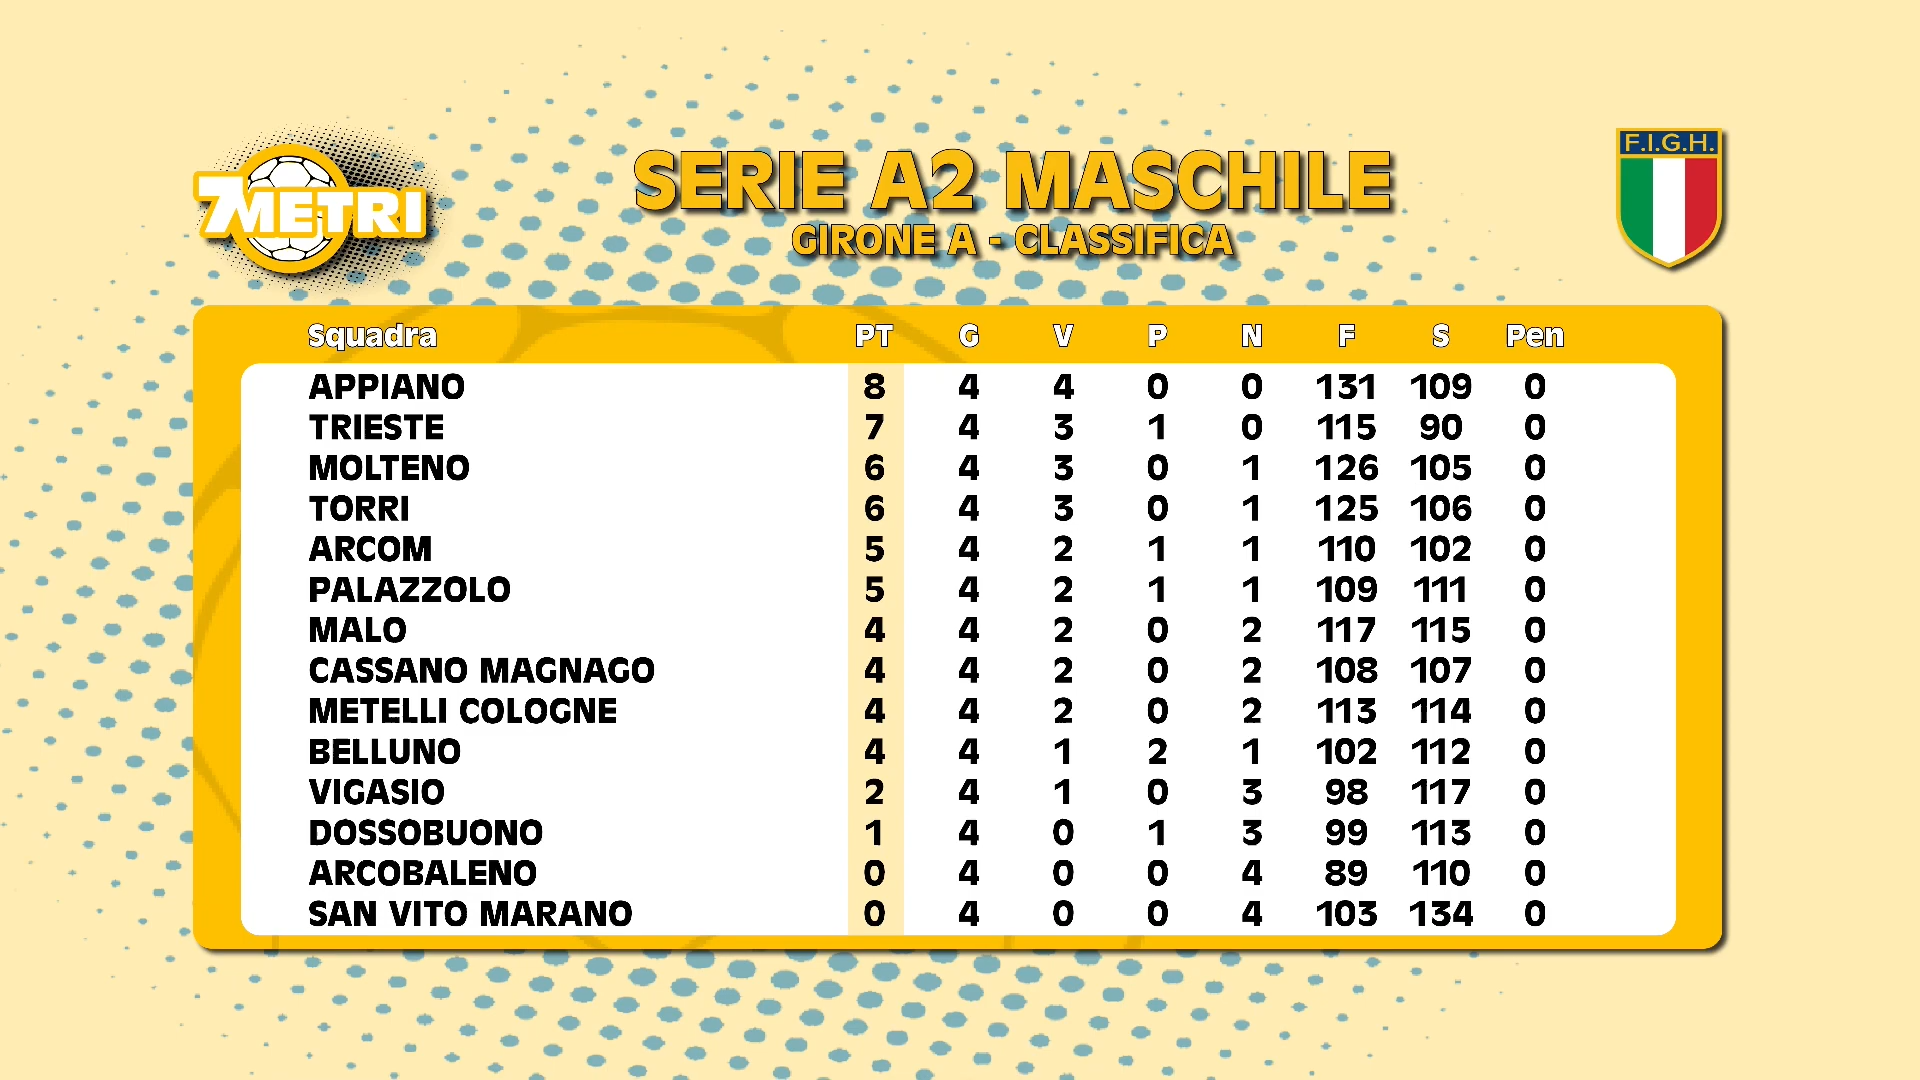 7METRI
SERIE A2 MASCHILE
GIRONE A - CLASSIFICA
F.I.G.H.
Squadra PT G V P N F S Pen
APPIANO 8 4 4 0 0 131 109 0
TRIESTE 7 4 3 1 0 115 90 0
MOLTENO 6 4 3 0 1 126 105 0
TORRI 6 4 3 0 1 125 106 0
ARCOM 5 4 2 1 1 110 102 0
PALAZZOLO 5 4 2 1 1 109 111 0
MALO 4 4 2 0 2 117 115 0
CASSANO MAGNAGO 4 4 2 0 2 108 107 0
METELLI COLOGNE 4 4 2 0 2 113 114 0
BELLUNO 4 4 1 2 1 102 112 0
VIGASIO 2 4 1 0 3 98 117 0
DOSSOBUONO 1 4 0 1 3 99 113 0
ARCOBALENO 0 4 0 0 4 89 110 0
SAN VITO MARANO 0 4 0 0 4 103 134 0